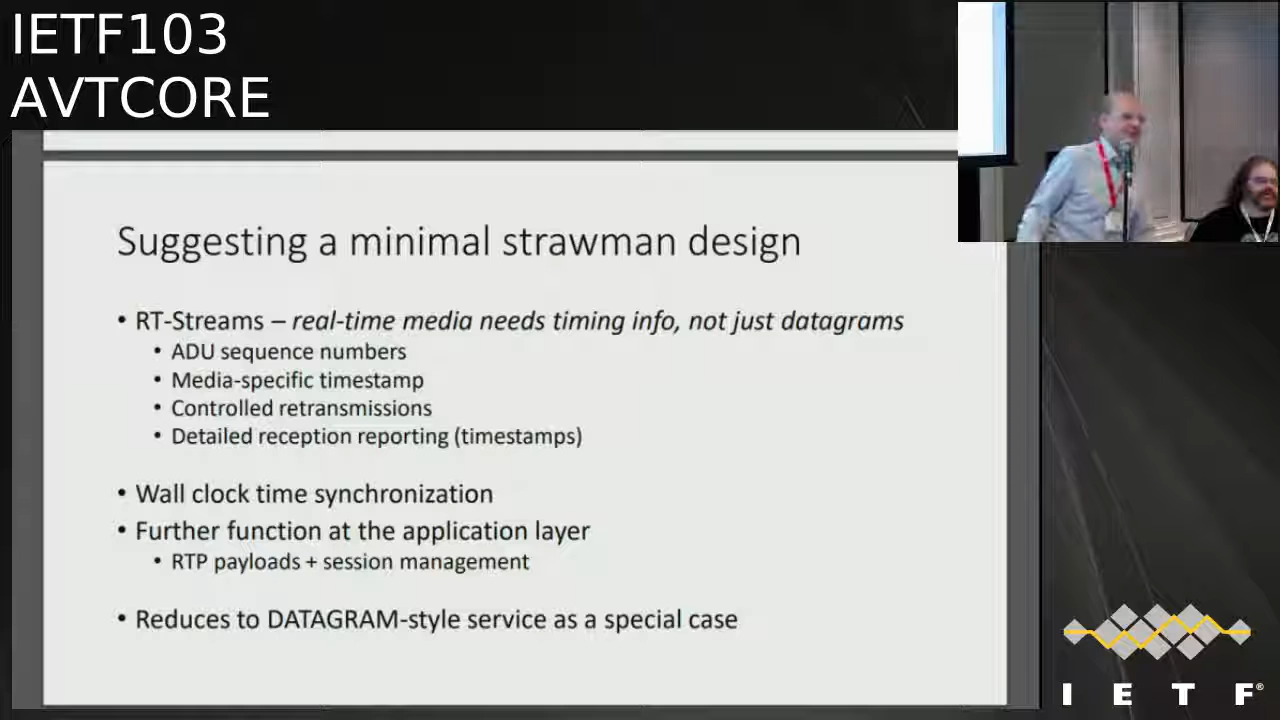 IETF103
AVTCORE
Suggesting a minimal strawman design
• RT-Streams – real-time media needs timing info, not just datagrams
• ADU sequence numbers
• Media-specific timestamp
• Controlled retransmissions
• Detailed reception reporting (timestamps)
• Wall clock time synchronization
• Further function at the application layer
• RTP payloads + session management
• Reduces to DATAGRAM-style service as a special case
I E T F®